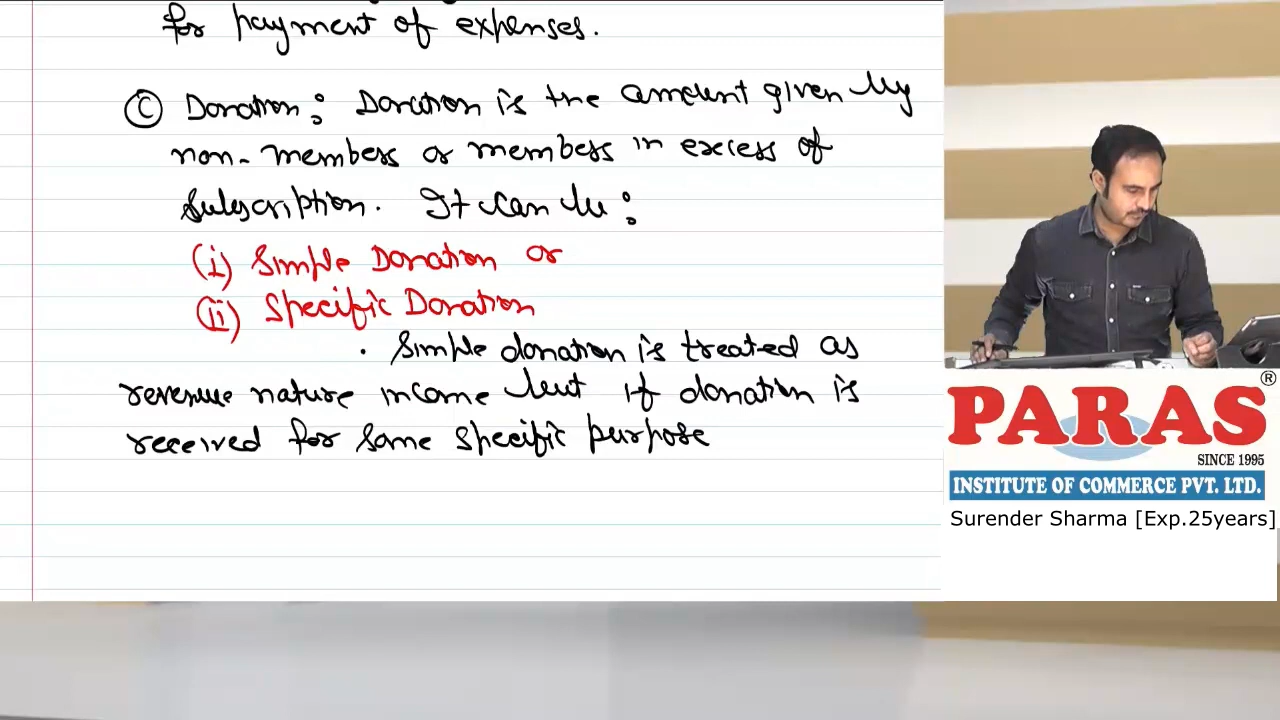 for payment of expenses.
(C) Donation: Donation is the amount given by
non-members or members in excess of
subscription. It can be:
(i) Simple Donation or
(ii) Specific Donation
Simple donation is treated as
revenue nature income but if donation is
received for some specific purpose
PARAS®
SINCE 1995
INSTITUTE OF COMMERCE PVT. LTD.
Surender Sharma [Exp.25years]